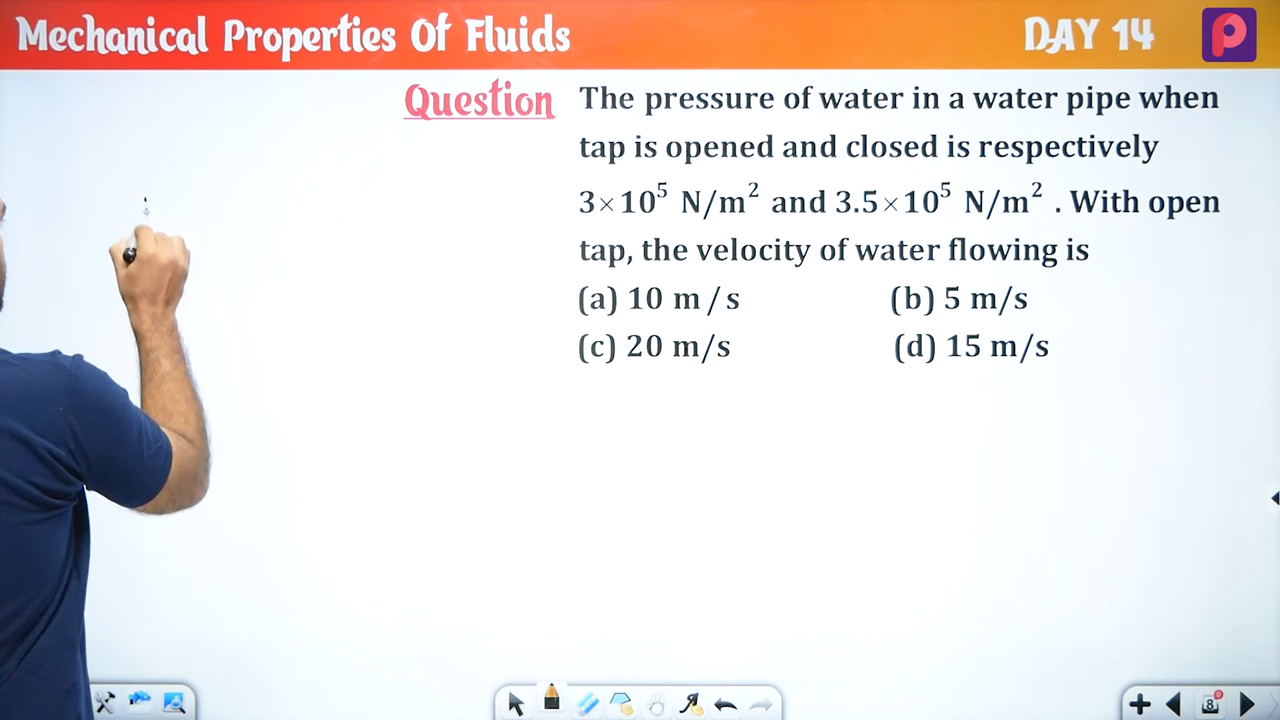 Mechanical Properties Of Fluids
DAY 14
Question
The pressure of water in a water pipe when
tap is opened and closed is respectively
3×10⁵ N/m² and 3.5×10⁵ N/m² . With open
tap, the velocity of water flowing is
(a) 10 m / s
(b) 5 m/s
(c) 20 m/s
(d) 15 m/s
8
0